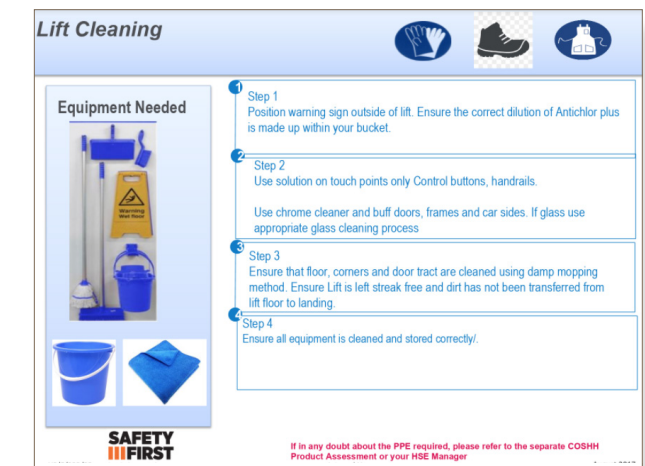 Lift Cleaning
Equipment Needed
Warning
Wet floor
1
Step 1
Position warning sign outside of lift. Ensure the correct dilution of Antichlor plus
is made up within your bucket.
2
Step 2
Use solution on touch points only Control buttons, handrails.
Use chrome cleaner and buff doors, frames and car sides. If glass use
appropriate glass cleaning process
3
Step 3
Ensure that floor, corners and door tract are cleaned using damp mopping
method. Ensure Lift is left streak free and dirt has not been transferred from
lift floor to landing.
4
Step 4
Ensure all equipment is cleaned and stored correctly/.
SAFETY
FIRST
If in any doubt about the PPE required, please refer to the separate COSHH
Product Assessment or your HSE Manager